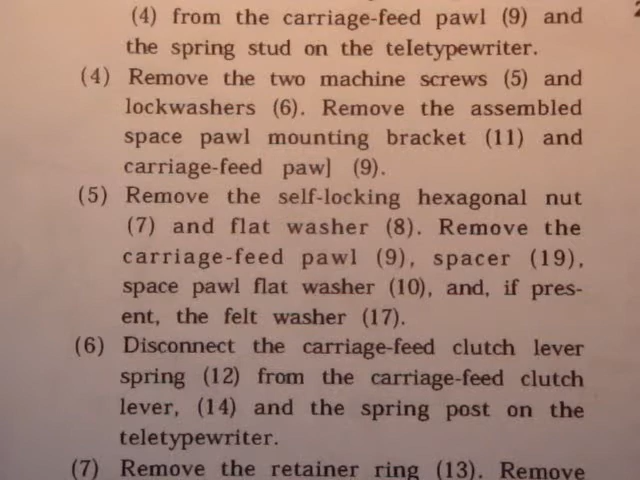 (4) from the carriage-feed pawl (9) and
the spring stud on the teletypewriter.
(4) Remove the two machine screws (5) and
lockwashers (6). Remove the assembled
space pawl mounting bracket (11) and
carriage-feed pawl (9).
(5) Remove the self-locking hexagonal nut
(7) and flat washer (8). Remove the
carriage-feed pawl (9), spacer (19),
space pawl flat washer (10), and, if pres-
ent, the felt washer (17).
(6) Disconnect the carriage-feed clutch lever
spring (12) from the carriage-feed clutch
lever, (14) and the spring post on the
teletypewriter.
(7) Remove the retainer ring (13). Remove